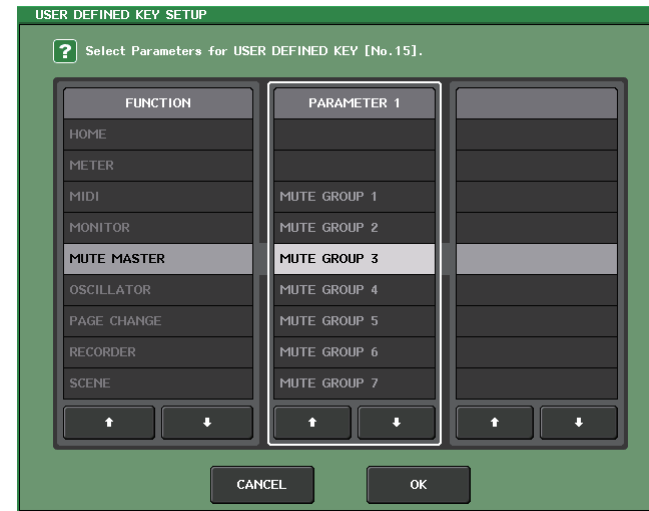 USER DEFINED KEY SETUP
? Select Parameters for USER DEFINED KEY [No.15].
FUNCTION
HOME
METER
MIDI
MONITOR
MUTE MASTER
OSCILLATOR
PAGE CHANGE
RECORDER
SCENE
PARAMETER 1
MUTE GROUP 1
MUTE GROUP 2
MUTE GROUP 3
MUTE GROUP 4
MUTE GROUP 5
MUTE GROUP 6
MUTE GROUP 7
CANCEL
OK